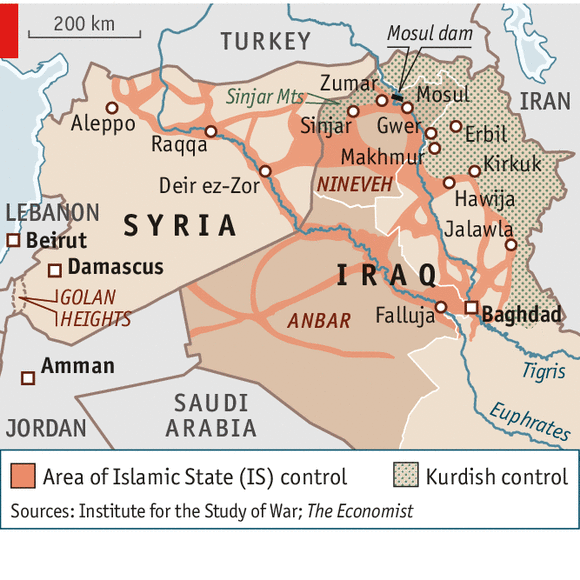 200 km
TURKEY
Mosul dam
IRAN
Zumar
Mosul
Sinjar Mts
Aleppo
Sinjar
Gwer
Erbil
Raqqa
Makhmur
Kirkuk
Deir ez-Zor
NINEVEH
Hawija
LEBANON
SYRIA
Jalawla
Beirut
Damascus
IRAQ
GOLAN
HEIGHTS
ANBAR
Falluja
Baghdad
Amman
Tigris
SAUDI
ARABIA
JORDAN
Euphrates
Area of Islamic State (IS) control
Kurdish control
Sources: Institute for the Study of War; The Economist